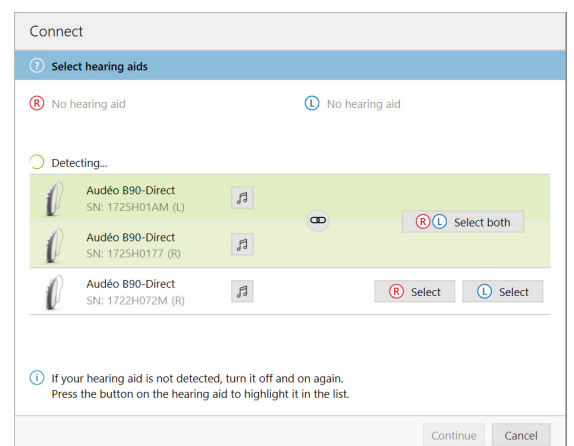 Connect
? Select hearing aids
R No hearing aid
L No hearing aid
Detecting...
Audéo B90-Direct
SN: 1725H01AM (L)
R L Select both
Audéo B90-Direct
SN: 1725H0177 (R)
Audéo B90-Direct
SN: 1722H072M (R)
R Select
L Select
i If your hearing aid is not detected, turn it off and on again.
Press the button on the hearing aid to highlight it in the list.
Continue
Cancel